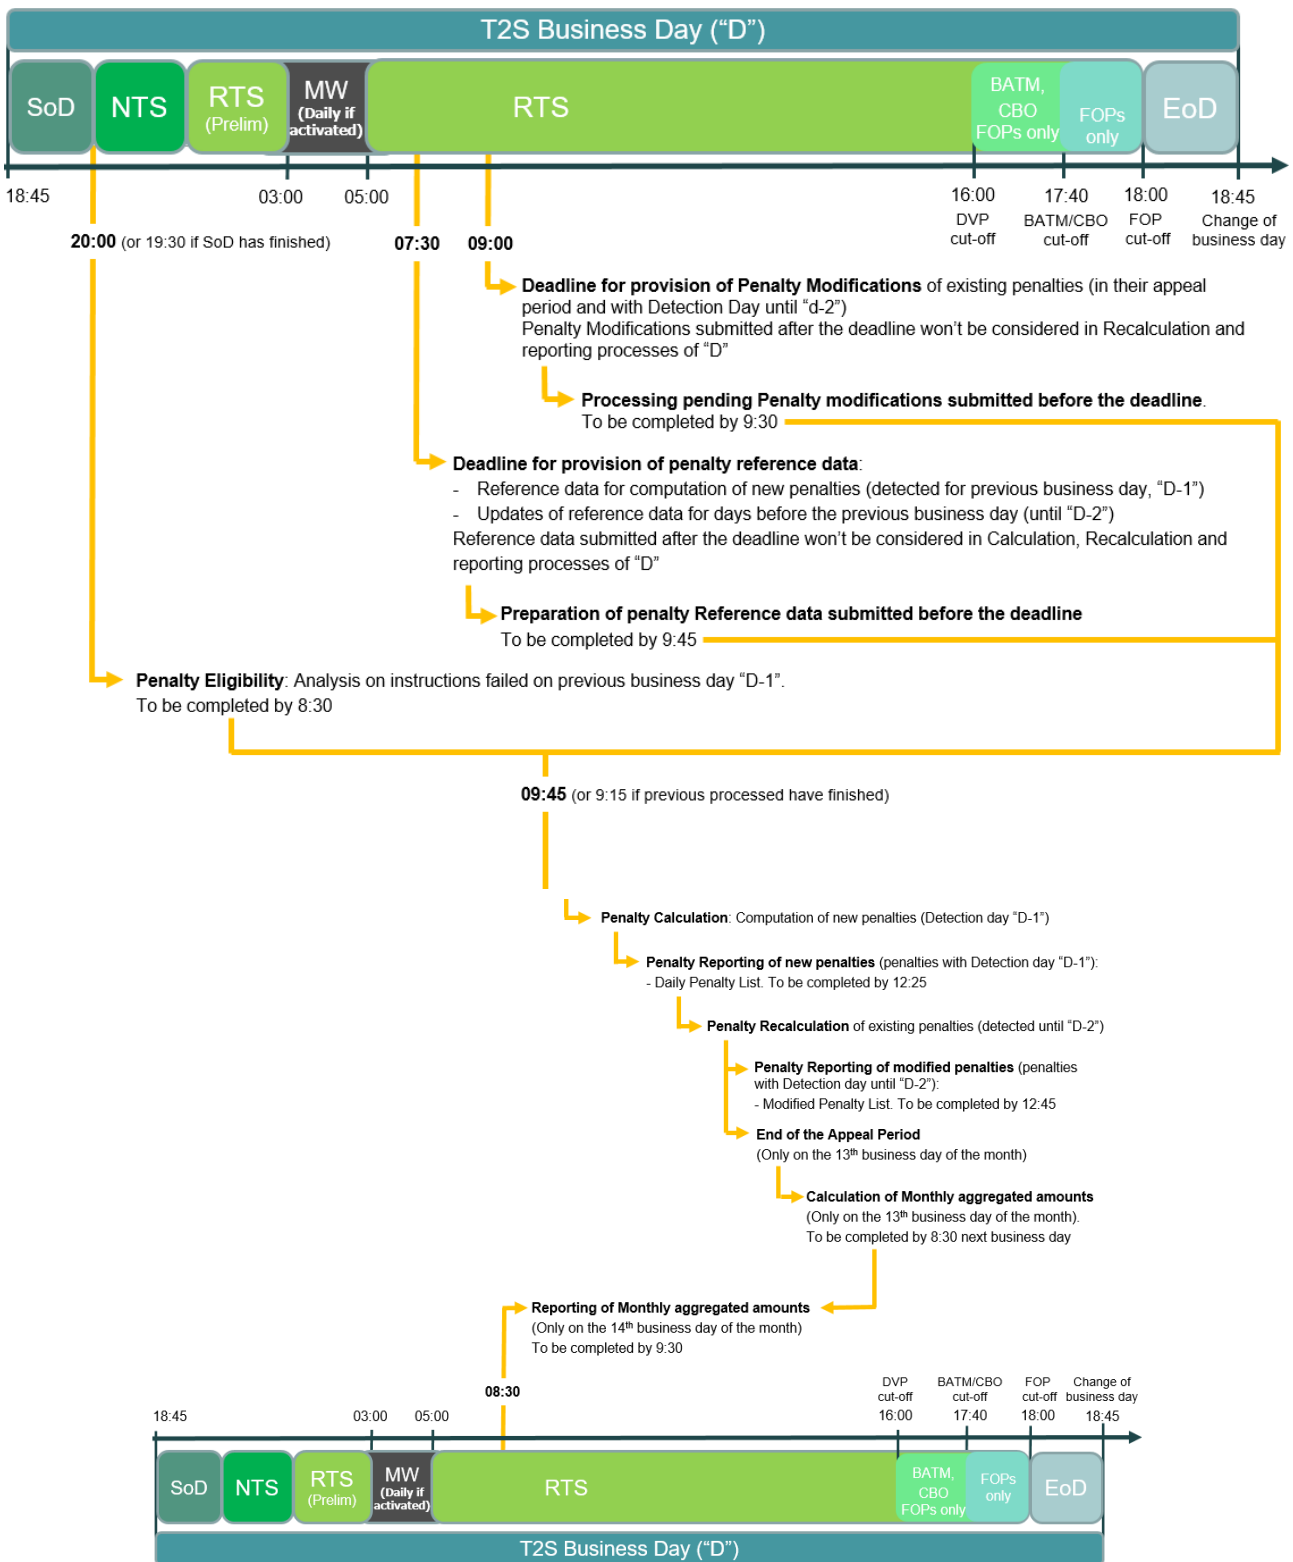 T2S Business Day (“D”)
SoD
NTS
RTS
(Prelim)
MW
(Daily if
activated)
RTS
BATM,
CBO
FOPs only
FOPs
only
EoD
18:45
03:00
05:00
16:00
17:40
18:00
18:45
DVP
cut-off
BATM/CBO
cut-off
FOP
cut-off
Change of
business day
20:00 (or 19:30 if SoD has finished)
07:30
09:00
Deadline for provision of Penalty Modifications of existing penalties (in their appeal
period and with Detection Day until “d-2”)
Penalty Modifications submitted after the deadline won’t be considered in Recalculation and
reporting processes of “D”
Processing pending Penalty modifications submitted before the deadline.
To be completed by 9:30
Deadline for provision of penalty reference data:
- Reference data for computation of new penalties (detected for previous business day, “D-1”)
- Updates of reference data for days before the previous business day (until “D-2”)
Reference data submitted after the deadline won’t be considered in Calculation, Recalculation and
reporting processes of “D”
Preparation of penalty Reference data submitted before the deadline
To be completed by 9:45
Penalty Eligibility: Analysis on instructions failed on previous business day “D-1”.
To be completed by 8:30
09:45 (or 9:15 if previous processed have finished)
Penalty Calculation: Computation of new penalties (Detection day “D-1”)
Penalty Reporting of new penalties (penalties with Detection day “D-1”):
- Daily Penalty List. To be completed by 12:25
Penalty Recalculation of existing penalties (detected until “D-2”)
Penalty Reporting of modified penalties (penalties
with Detection day until “D-2”):
- Modified Penalty List. To be completed by 12:45
End of the Appeal Period
(Only on the 13th business day of the month)
Calculation of Monthly aggregated amounts
(Only on the 13th business day of the month).
To be completed by 8:30 next business day
Reporting of Monthly aggregated amounts
(Only on the 14th business day of the month)
To be completed by 9:30
08:30
DVP
cut-off
BATM/CBO
cut-off
FOP
cut-off
Change of
business day
18:45
03:00
05:00
16:00
17:40
18:00
18:45
SoD
NTS
RTS
(Prelim)
MW
(Daily if
activated)
RTS
BATM,
CBO
FOPs only
FOPs
only
EoD
T2S Business Day (“D”)